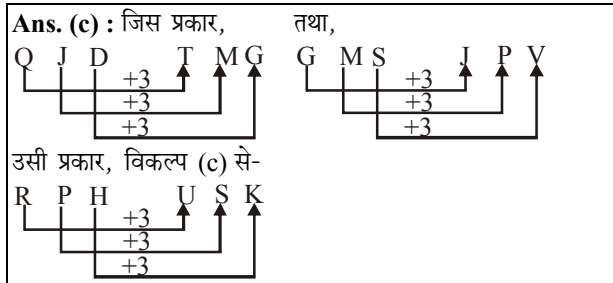 Ans. (c) : जिस प्रकार, तथा,
Q J D T M G G M S J P V
+3 +3
+3 +3
+3 +3
उसी प्रकार, विकल्प (c) से-
R P H U S K
+3
+3
+3